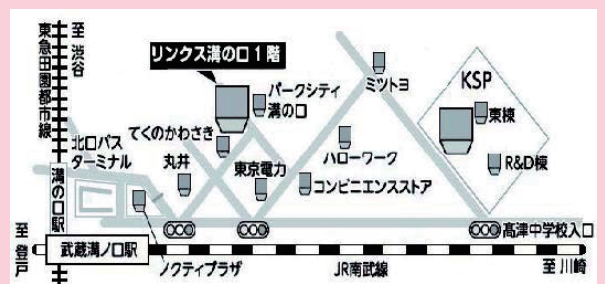 東急田園都市線
至渋谷
リンクス溝の口1階
パークシティ
溝の口
ミツトヨ
KSP
東棟
R&D棟
北口バス
ターミナル
てくのかわさき
丸井
東京電力
ハローワーク
コンビニエンスストア
溝の口駅
髙津中学校入口
至登戸
武蔵溝ノ口駅
ノクティプラザ
JR南武線
至川崎